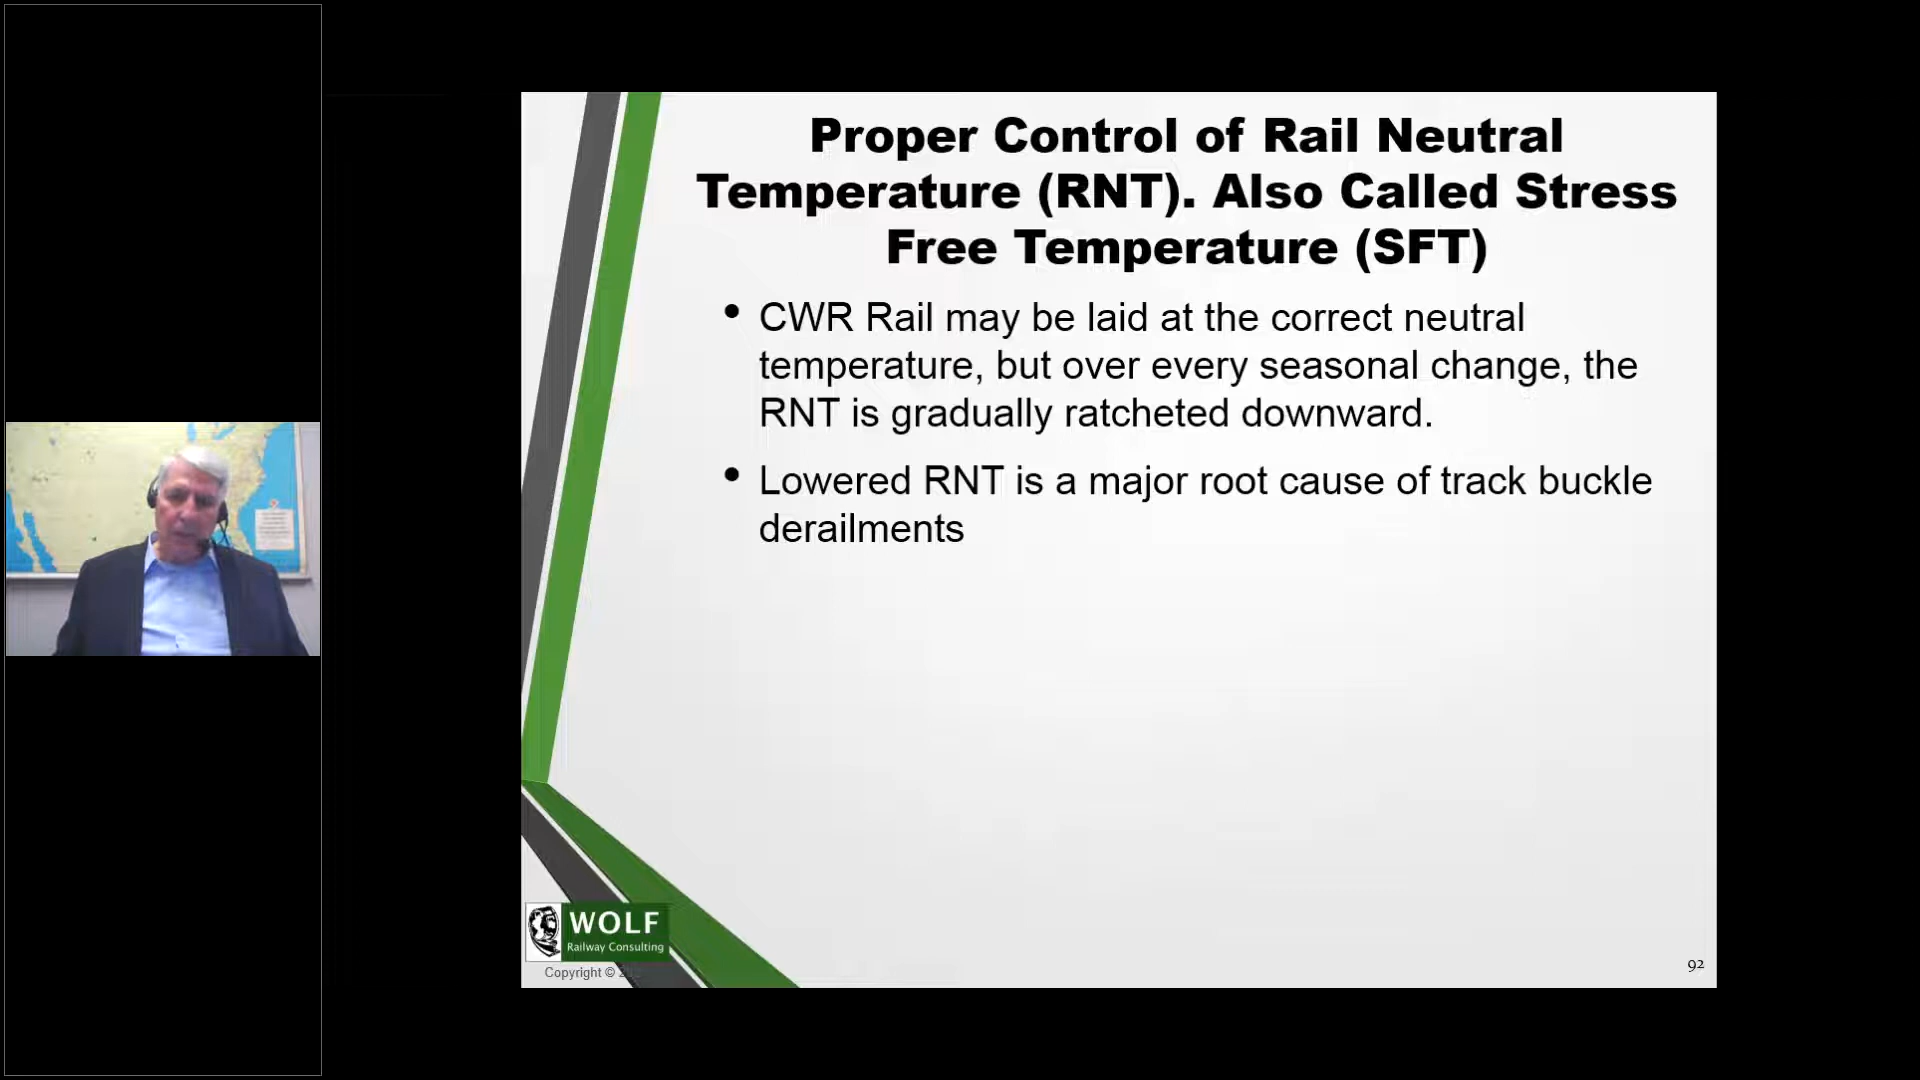 Proper Control of Rail Neutral
Temperature (RNT). Also Called Stress
Free Temperature (SFT)
• CWR Rail may be laid at the correct neutral
temperature, but over every seasonal change, the
RNT is gradually ratcheted downward.
• Lowered RNT is a major root cause of track buckle
derailments
WOLF
Railway Consulting
Copyright ©
92